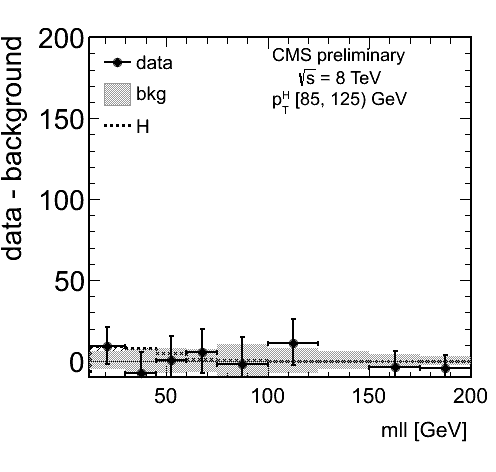 200
150
100
50
0
data - background
data
bkg
H
CMS preliminary
√s = 8 TeV
p_T^H [85, 125) GeV
50 100 150 200
mll [GeV]